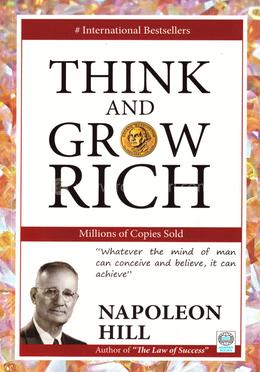 # International Bestsellers
THINK
AND
GROW
RICH
Millions of Copies Sold
"Whatever the mind of man
can conceive and believe, it can
achieve"
NAPOLEON
HILL
Author of "The Law of Success"